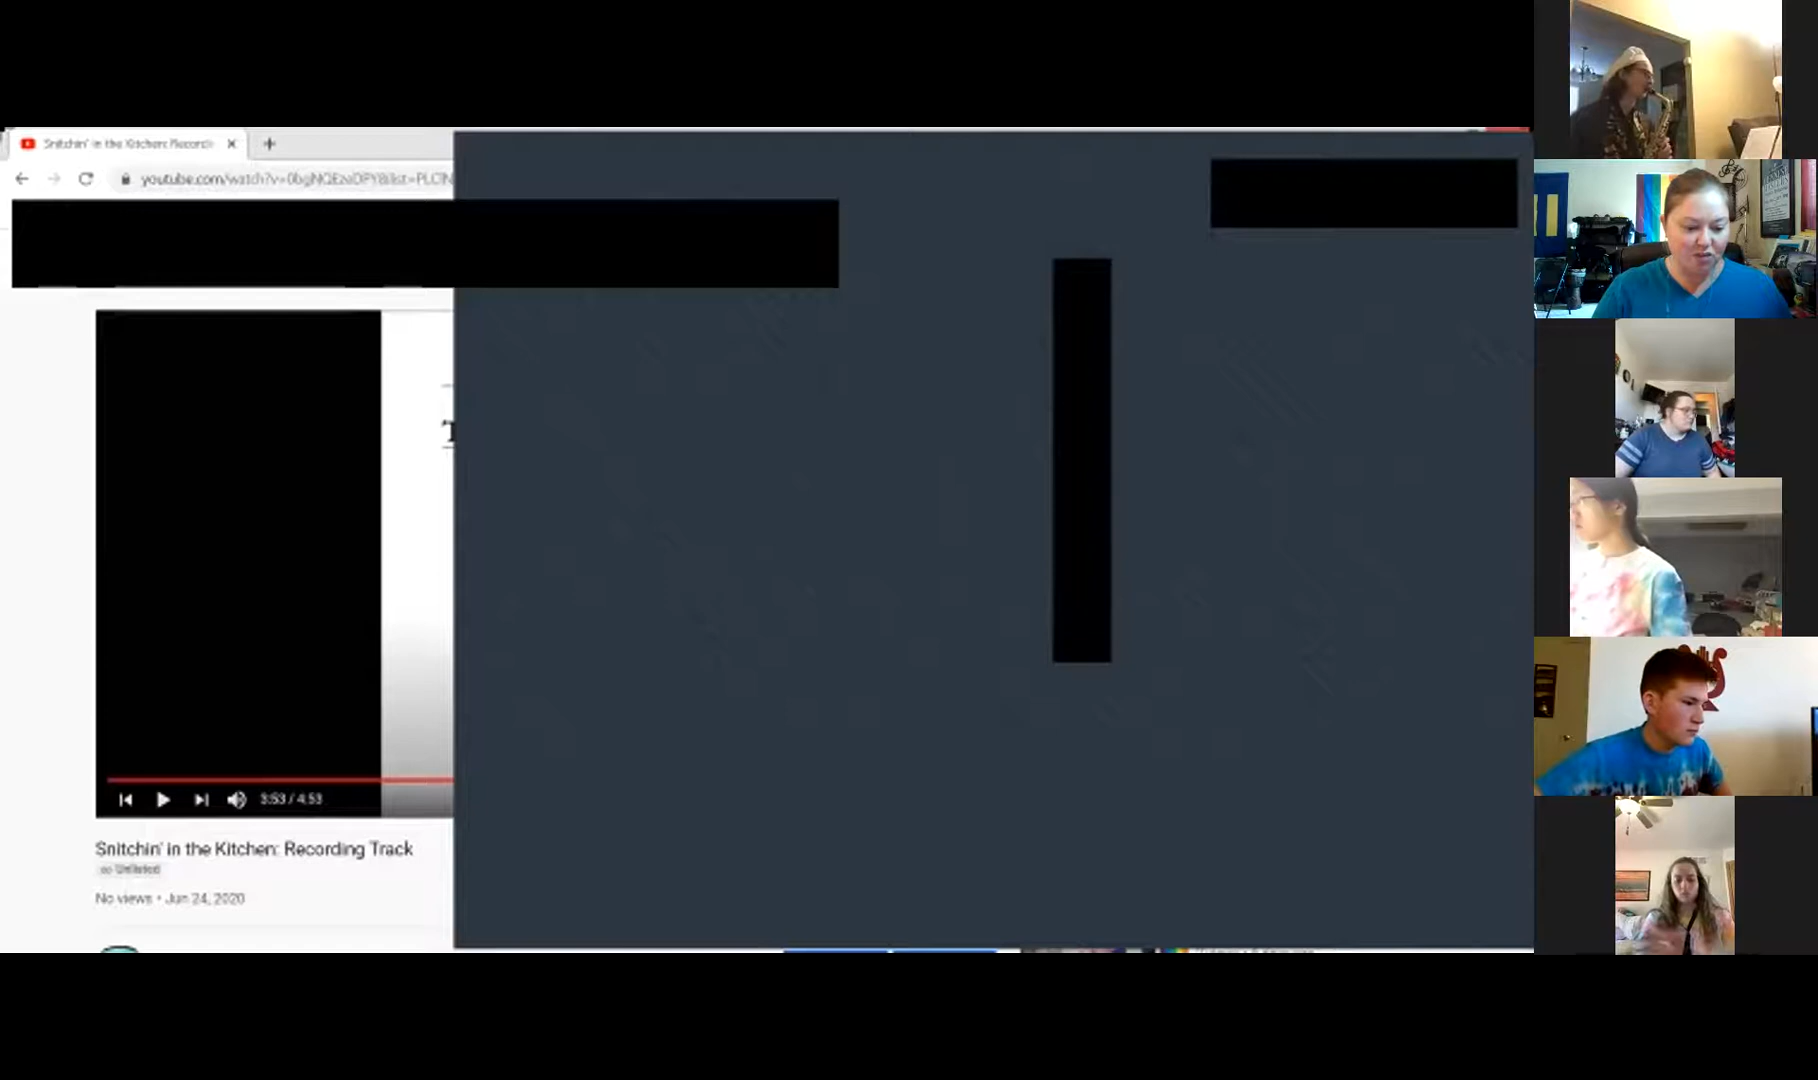 Snitchin' in the Kitchen: Recordi
youtube.com/watch?v=
T
3:53 / 4:53
Snitchin' in the Kitchen: Recording Track
Unlisted
No views • Jun 24, 2020